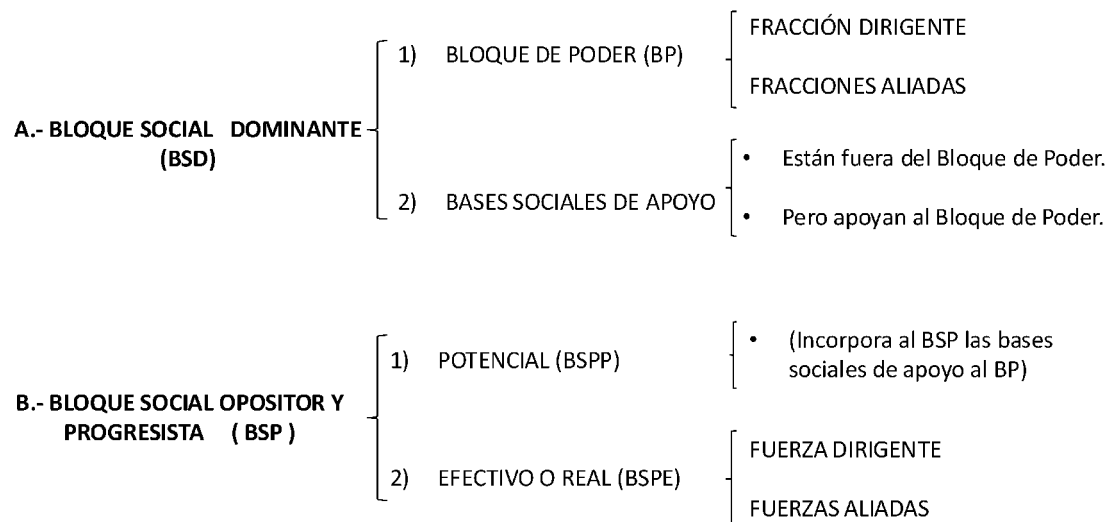 A.- BLOQUE SOCIAL DOMINANTE
(BSD)
1) BLOQUE DE PODER (BP)
FRACCIÓN DIRIGENTE
FRACCIONES ALIADAS
2) BASES SOCIALES DE APOYO
• Están fuera del Bloque de Poder.
• Pero apoyan al Bloque de Poder.
B.- BLOQUE SOCIAL OPOSITOR Y
PROGRESISTA ( BSP )
1) POTENCIAL (BSPP)
• (Incorpora al BSP las bases
sociales de apoyo al BP)
2) EFECTIVO O REAL (BSPE)
FUERZA DIRIGENTE
FUERZAS ALIADAS